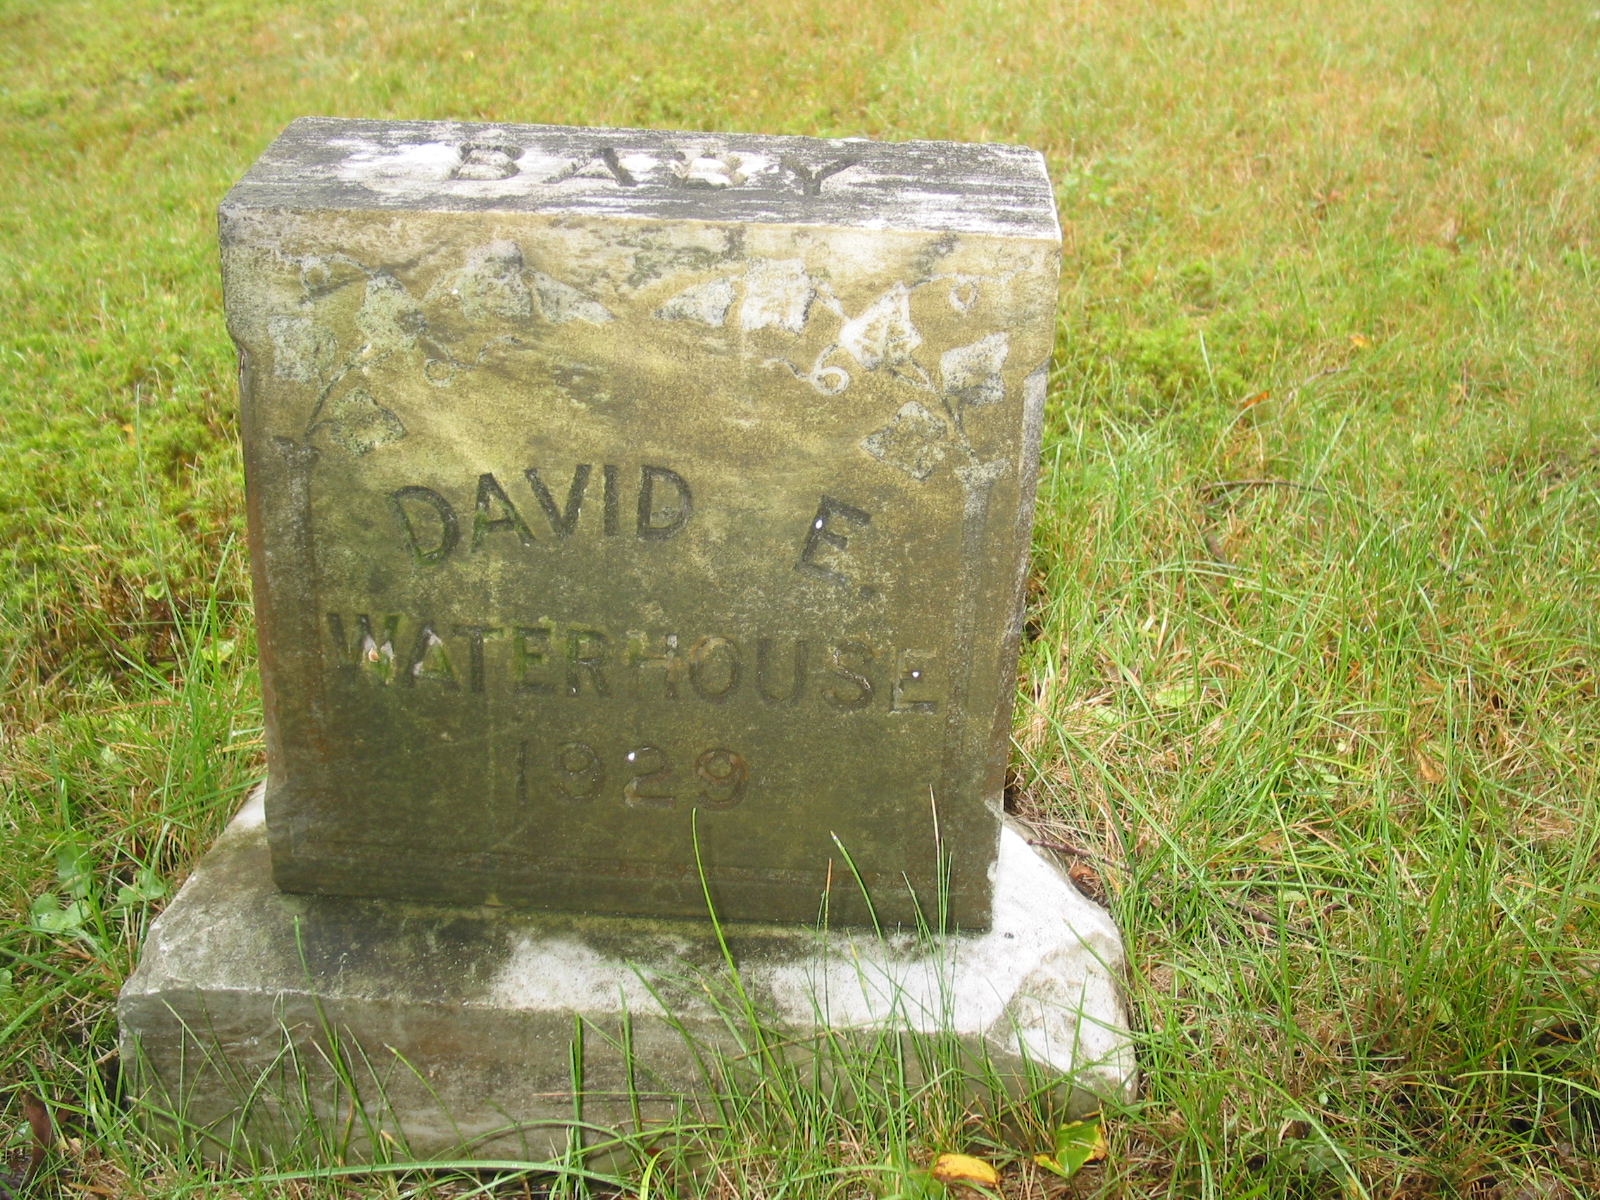 BABY
DAVID E.
WATERHOUSE
1929